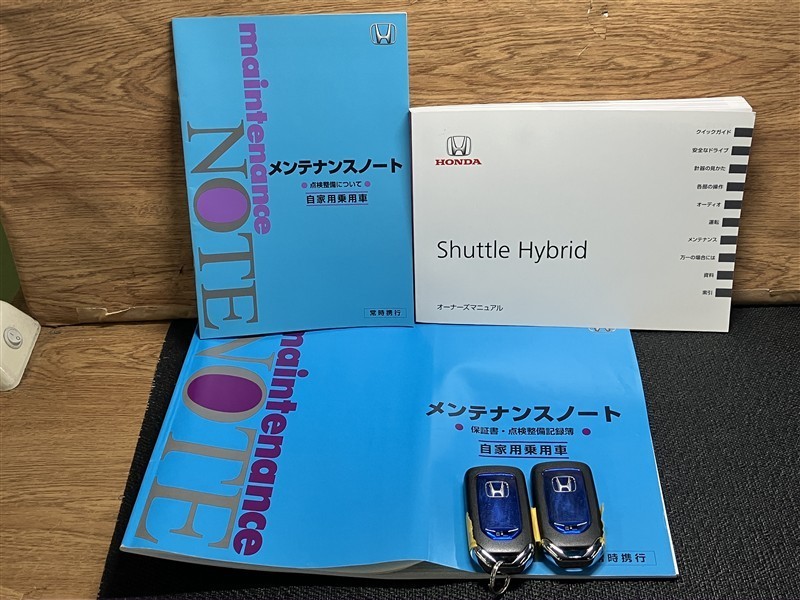 maintenance
NOTE
メンテナンスノート
点検整備について
自家用乗用車
常時携行
HONDA
Shuttle Hybrid
オーナーズマニュアル
クイックガイド
安全なドライブ
計器の見かた
各部の操作
オーディオ
運転
メンテナンス
万一の場合には
資料
索引
maintenance
NOTE
メンテナンスノート
保証書・点検整備記録簿
自家用乗用車
常時携行